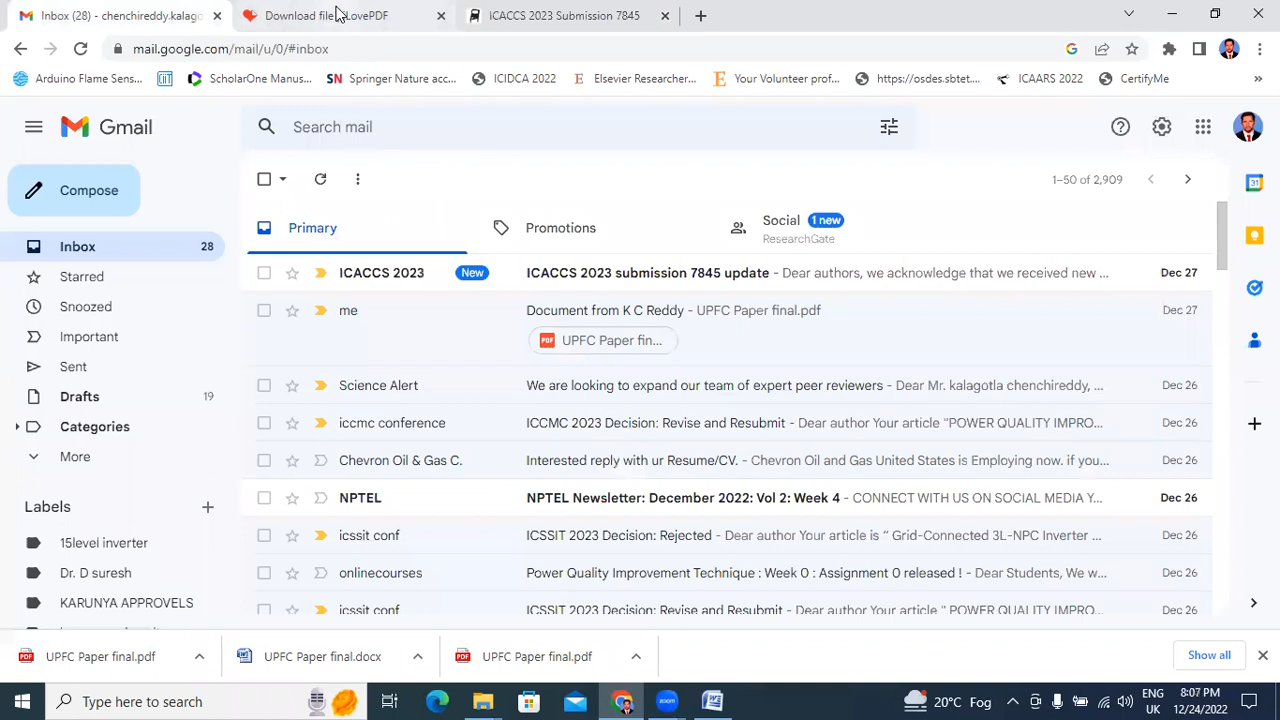 Inbox (28) - chenchireddy.kalago
Download file
LovePDF
ICACCS 2023 Submission 7845
mail.google.com/mail/u/0/#inbox
Arduino Flame Sens...
ScholarOne Manus...
SN Springer Nature acc...
ICIDCA 2022
Elsevier Researcher...
Your Volunteer prof...
https://osdes.sbtet....
ICAARS 2022
CertifyMe
»
Gmail
Search mail
Compose
1–50 of 2,909
Primary
Promotions
Social 1 new
ResearchGate
Inbox 28
Starred
Snoozed
Important
Sent
Drafts 19
Categories
More
Labels
15level inverter
Dr. D suresh
KARUNYA APPROVELS
ICACCS 2023 New ICACCS 2023 submission 7845 update - Dear authors, we acknowledge that we received new ... Dec 27
me Document from K C Reddy - UPFC Paper final.pdf Dec 27
PDF UPFC Paper fin...
Science Alert We are looking to expand our team of expert peer reviewers - Dear Mr. kalagotla chenchireddy, ... Dec 26
iccmc conference ICCMC 2023 Decision: Revise and Resubmit - Dear author Your article "POWER QUALITY IMPRO... Dec 26
Chevron Oil & Gas C. Interested reply with ur Resume/CV. - Chevron Oil and Gas United States is Employing now. if you... Dec 26
NPTEL NPTEL Newsletter: December 2022: Vol 2: Week 4 - CONNECT WITH US ON SOCIAL MEDIA Y... Dec 26
icssit conf ICSSIT 2023 Decision: Rejected - Dear author Your article is “ Grid-Connected 3L-NPC Inverter ... Dec 26
onlinecourses Power Quality Improvement Technique : Week 0 : Assignment 0 released ! - Dear Students, We w... Dec 26
icssit conf ICSSIT 2023 Decision: Revise and Resubmit - Dear author Your article " POWER QUALITY IMPRO... Dec 26
UPFC Paper final.pdf
UPFC Paper final.docx
UPFC Paper final.pdf
Show all
Type here to search
20°C Fog
ENG
UK
8:07 PM
12/24/2022